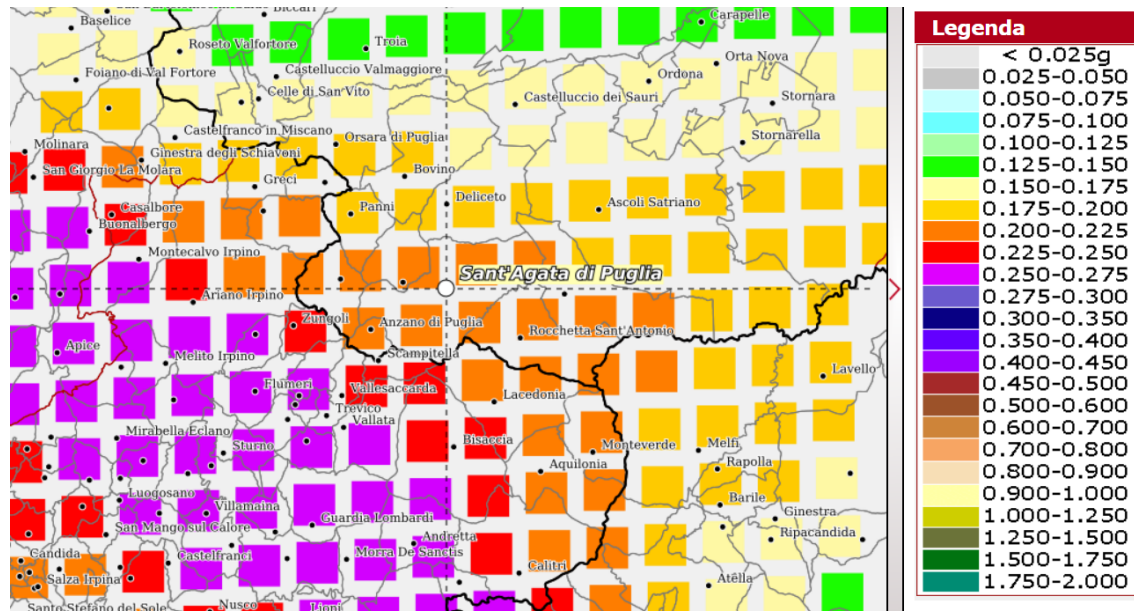 Baselice
Biccari
Carapelle
Roseto Valfortore
Troia
Orta Nova
Foiano di Val Fortore
Castelluccio Valmaggiore
Ordona
Celle di San Vito
Castelluccio dei Sauri
Stornara
Castelfranco in Miscano
Orsara di Puglia
Stornarella
Molinara
Ginestra degli Schiavoni
San Giorgio La Molara
Bovino
Greci
Deliceto
Casalbore
Panni
Ascoli Satriano
Buonalbergo
Montecalvo Irpino
Sant'Agata di Puglia
Ariano Irpino
Zungoli
Anzano di Puglia
Rocchetta Sant'Antonio
Apice
Melito Irpino
Scampitella
Lavello
Flumeri
Vallesaccarda
Lacedonia
Trevico
Vallata
Mirabella Eclano
Sturno
Bisaccia
Monteverde
Melfi
Aquilonia
Rapolla
Luogosano
Villamaina
Barile
Guardia Lombardi
Ginestra
San Mango sul Calore
Andretta
Ripacandida
Candida
Castelfranci
Morra De Sanctis
Calitri
Salza Irpina
Atella
Santo Stefano del Sole
Nusco
Lioni
Legenda
< 0.025g
0.025-0.050
0.050-0.075
0.075-0.100
0.100-0.125
0.125-0.150
0.150-0.175
0.175-0.200
0.200-0.225
0.225-0.250
0.250-0.275
0.275-0.300
0.300-0.350
0.350-0.400
0.400-0.450
0.450-0.500
0.500-0.600
0.600-0.700
0.700-0.800
0.800-0.900
0.900-1.000
1.000-1.250
1.250-1.500
1.500-1.750
1.750-2.000